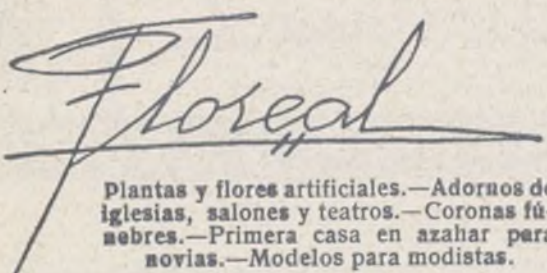 Floreal
Plantas y flores artificiales.—Adornos de
iglesias, salones y teatros.—Coronas fú-
nebres.—Primera casa en azahar para
novias.—Modelos para modistas.